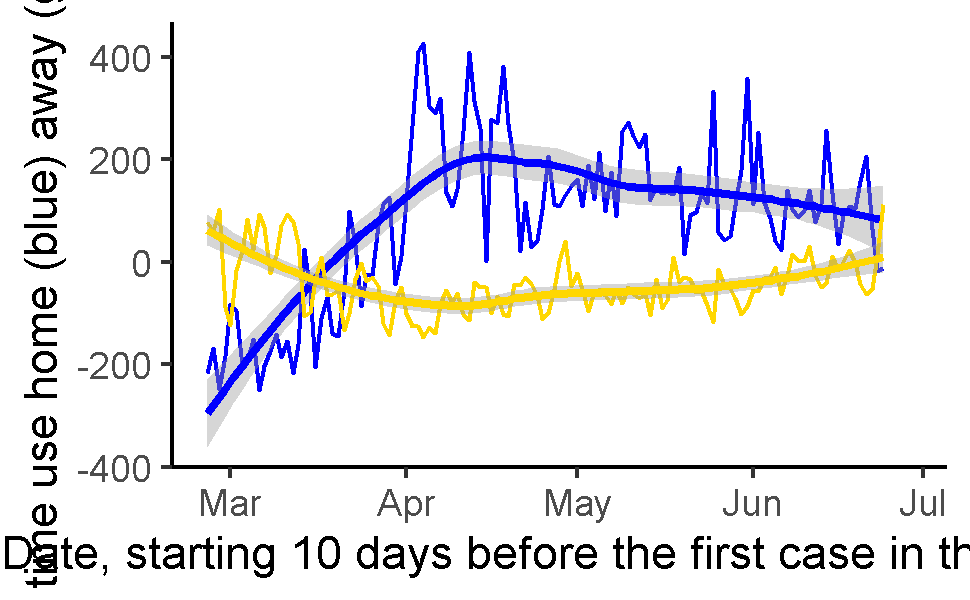 time use home (blue) away (
400
200
0
-200
-400
Mar Apr May Jun Jul
Date, starting 10 days before the first case in th